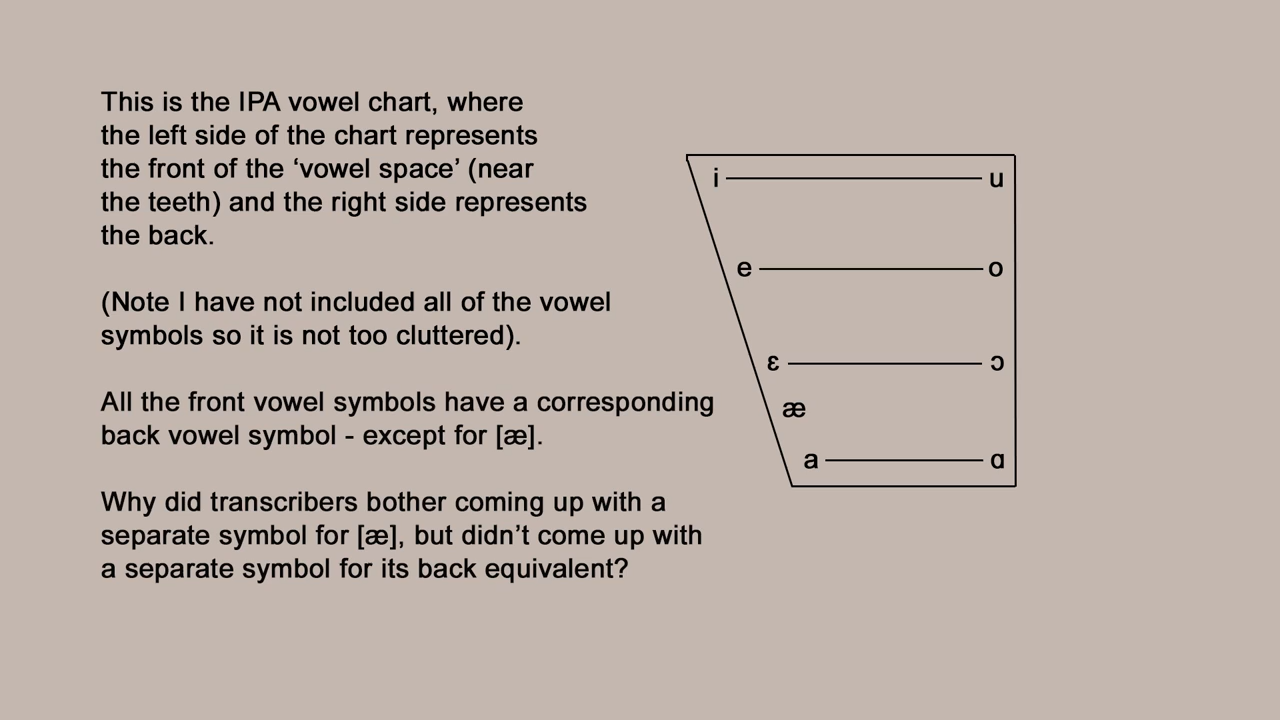 This is the IPA vowel chart, where
the left side of the chart represents
the front of the ‘vowel space’ (near
the teeth) and the right side represents
the back.
(Note I have not included all of the vowel
symbols so it is not too cluttered).
All the front vowel symbols have a corresponding
back vowel symbol - except for [æ].
Why did transcribers bother coming up with a
separate symbol for [æ], but didn’t come up with
a separate symbol for its back equivalent?
i u
e o
ɛ ɔ
æ
a ɑ